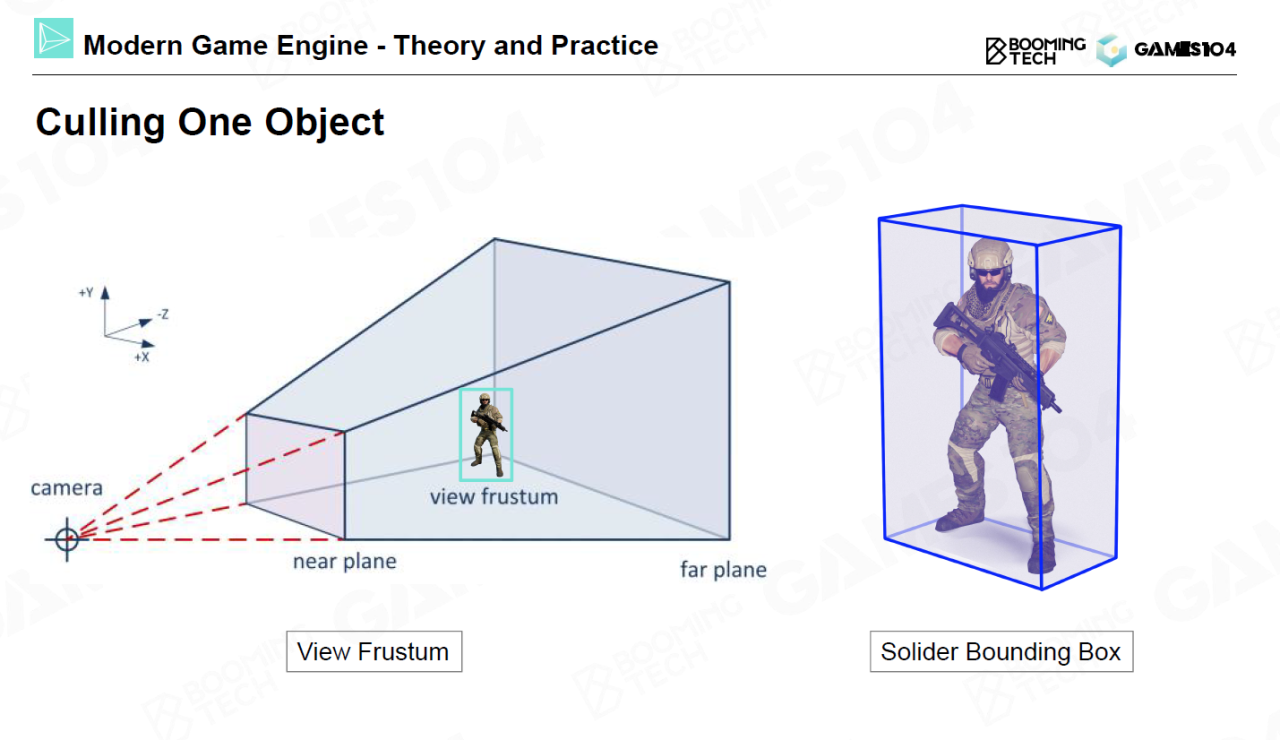 Modern Game Engine - Theory and Practice
BOOMING
TECH
GAMES104
Culling One Object
+Y
-Z
+X
camera
view frustum
near plane
far plane
View Frustum
Solider Bounding Box